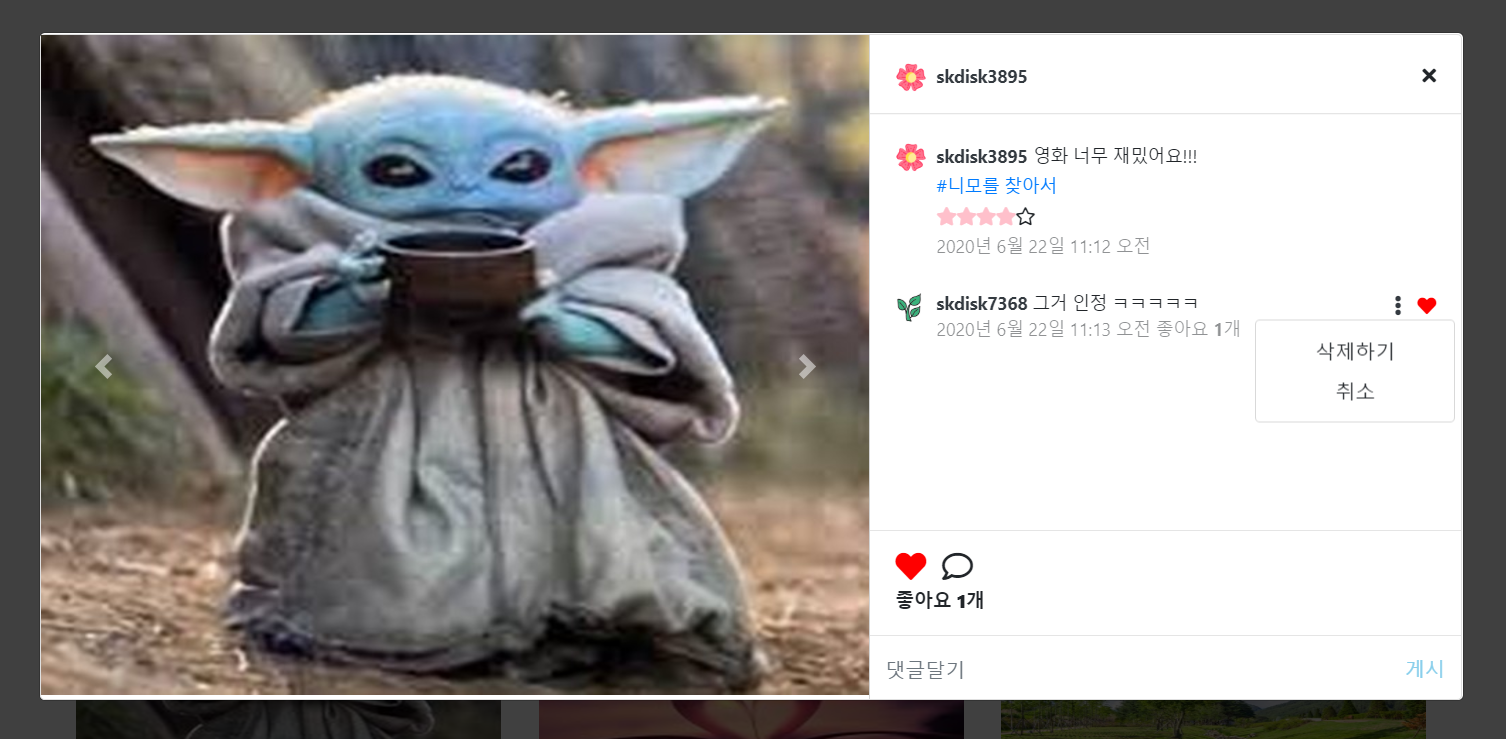 skdisk3895
skdisk3895 영화 너무 재밌어요!!!
#니모를 찾아서
2020년 6월 22일 11:12 오전
skdisk7368 그거 인정 ㅋㅋㅋㅋㅋ
2020년 6월 22일 11:13 오전 좋아요 1개
삭제하기
취소
좋아요 1개
댓글달기 게시